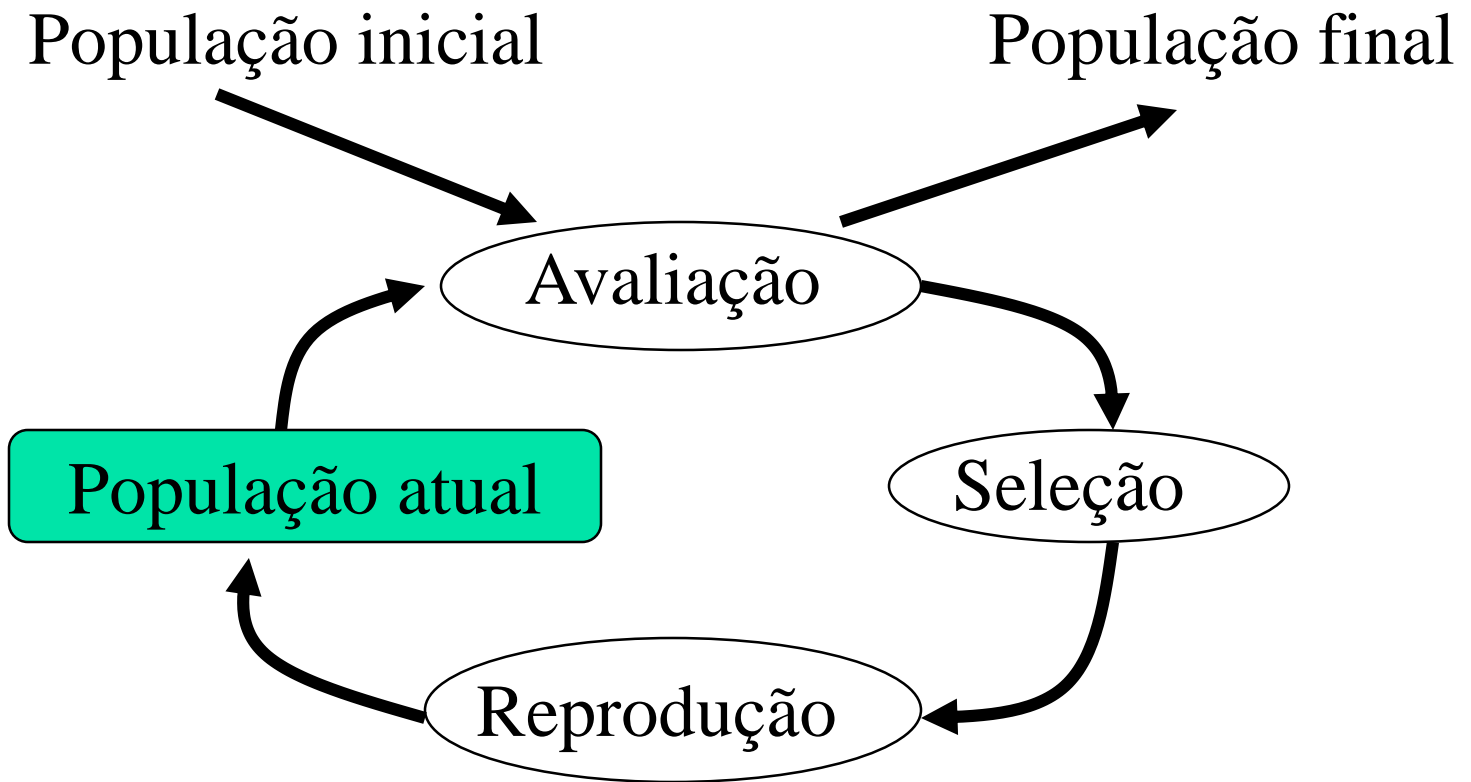 População inicial
População final
Avaliação
População atual
Seleção
Reprodução